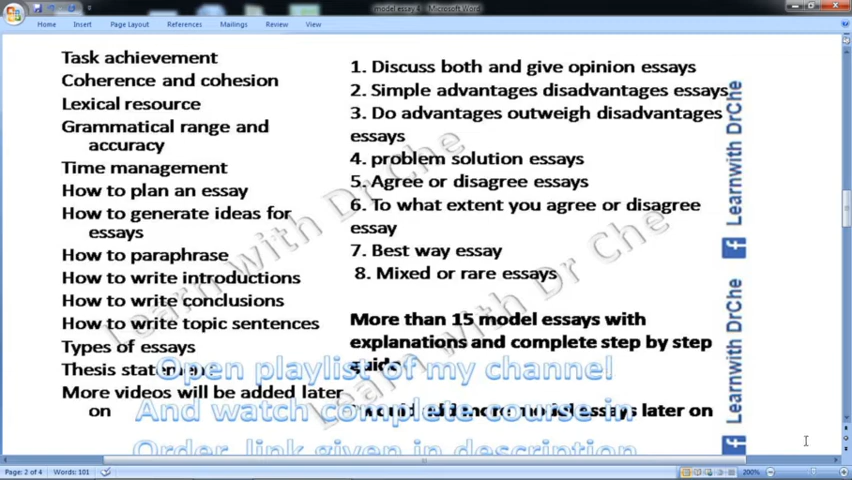 model essay 4 - Microsoft Word
Home Insert Page Layout References Mailings Review View
Task achievement
Coherence and cohesion
Lexical resource
Grammatical range and
accuracy
Time management
How to plan an essay
How to generate ideas for
essays
How to paraphrase
How to write introductions
How to write conclusions
How to write topic sentences
Types of essays
Thesis statement
More videos will be added later
on
1. Discuss both and give opinion essays
2. Simple advantages disadvantages essays
3. Do advantages outweigh disadvantages
essays
4. problem solution essays
5. Agree or disagree essays
6. To what extent you agree or disagree
essay
7. Best way essay
8. Mixed or rare essays
More than 15 model essays with
explanations and complete step by step
guide
add more model essays later on
Open playlist of my channel
And watch complete course in
Order, link given in description
Learn with Dr Che
Learn with Dr Che
Learnwith DrChe
Learnwith DrChe
Page: 2 of 4 Words: 101
200%